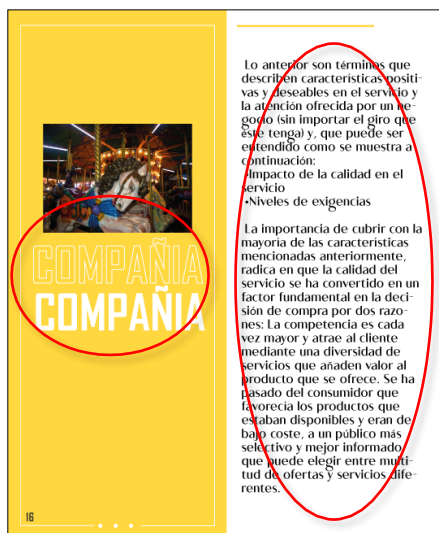 COMPAÑIA
COMPAÑIA
16
Lo anterior son términos que
describen características positi-
vas y deseables en el servicio y
la atención ofrecida por un ne-
gocio (sin importar el giro que
este tenga) y, que puede ser
entendido como se muestra a
continuación:
•Impacto de la calidad en el
servicio
•Niveles de exigencias
La importancia de cubrir con la
mayoria de las características
mencionadas anteriormente,
radica en que la calidad del
servicio se ha convertido en un
factor fundamental en la deci-
sión de compra por dos razo-
nes: La competencia es cada
vez mayor y atrae al cliente
mediante una diversidad de
servicios que añaden valor al
producto que se ofrece. Se ha
pasado del consumidor que
favorecía los productos que
estaban disponibles y eran de
bajo coste, a un público más
selectivo y mejor informado
que puede elegir entre multi-
tud de ofertas y servicios dife-
rentes.